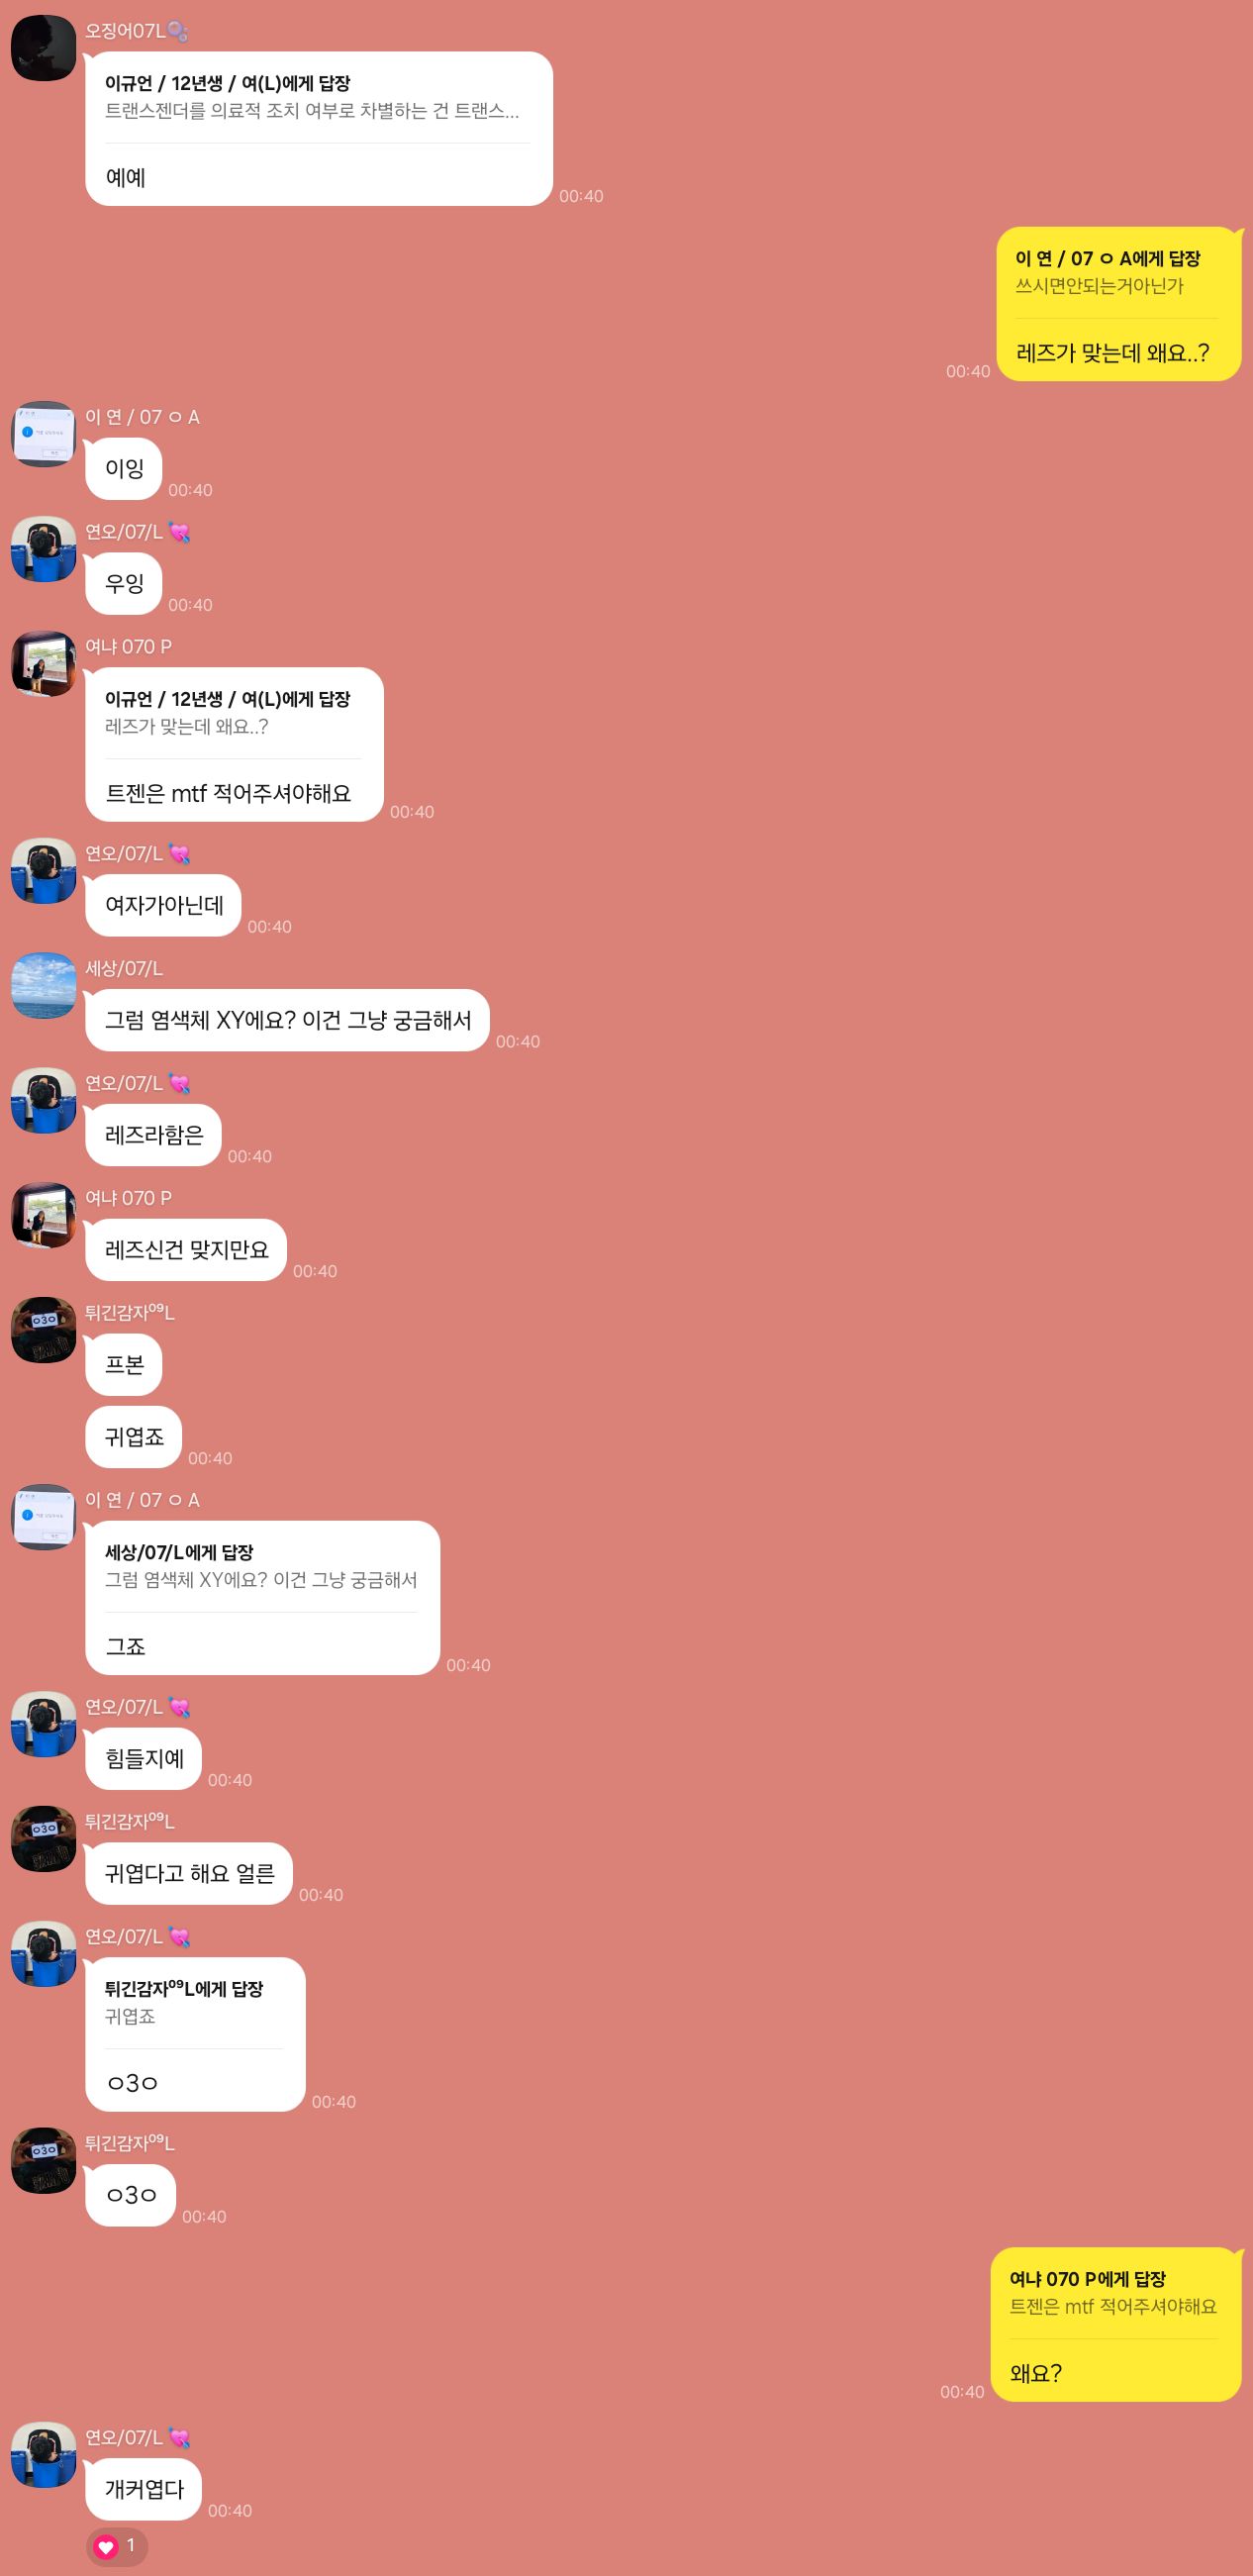 오징어07L🫧
이규언 / 12년생 / 여(L)에게 답장
트랜스젠더를 의료적 조치 여부로 차별하는 건 트랜스...
예예
00:40
이 연 / 07 ㅇ A에게 답장
쓰시면안되는거아닌가
레즈가 맞는데 왜요..?
00:40
이 연 / 07 ㅇ A
이잉
00:40
연오/07/L 💘
우잉
00:40
여냐 070 P
이규언 / 12년생 / 여(L)에게 답장
레즈가 맞는데 왜요..?
트젠은 mtf 적어주셔야해요
00:40
연오/07/L 💘
여자가아닌데
00:40
세상/07/L
그럼 염색체 XY에요? 이건 그냥 궁금해서
00:40
연오/07/L 💘
레즈라함은
00:40
여냐 070 P
레즈신건 맞지만요
00:40
튀긴감자⁰⁹L
프본
귀엽죠
00:40
이 연 / 07 ㅇ A
세상/07/L에게 답장
그럼 염색체 XY에요? 이건 그냥 궁금해서
그죠
00:40
연오/07/L 💘
힘들지예
00:40
튀긴감자⁰⁹L
귀엽다고 해요 얼른
00:40
연오/07/L 💘
튀긴감자⁰⁹L에게 답장
귀엽죠
ㅇ3ㅇ
00:40
튀긴감자⁰⁹L
ㅇ3ㅇ
00:40
여냐 070 P에게 답장
트젠은 mtf 적어주셔야해요
왜요?
00:40
연오/07/L 💘
개커엽다
00:40
1